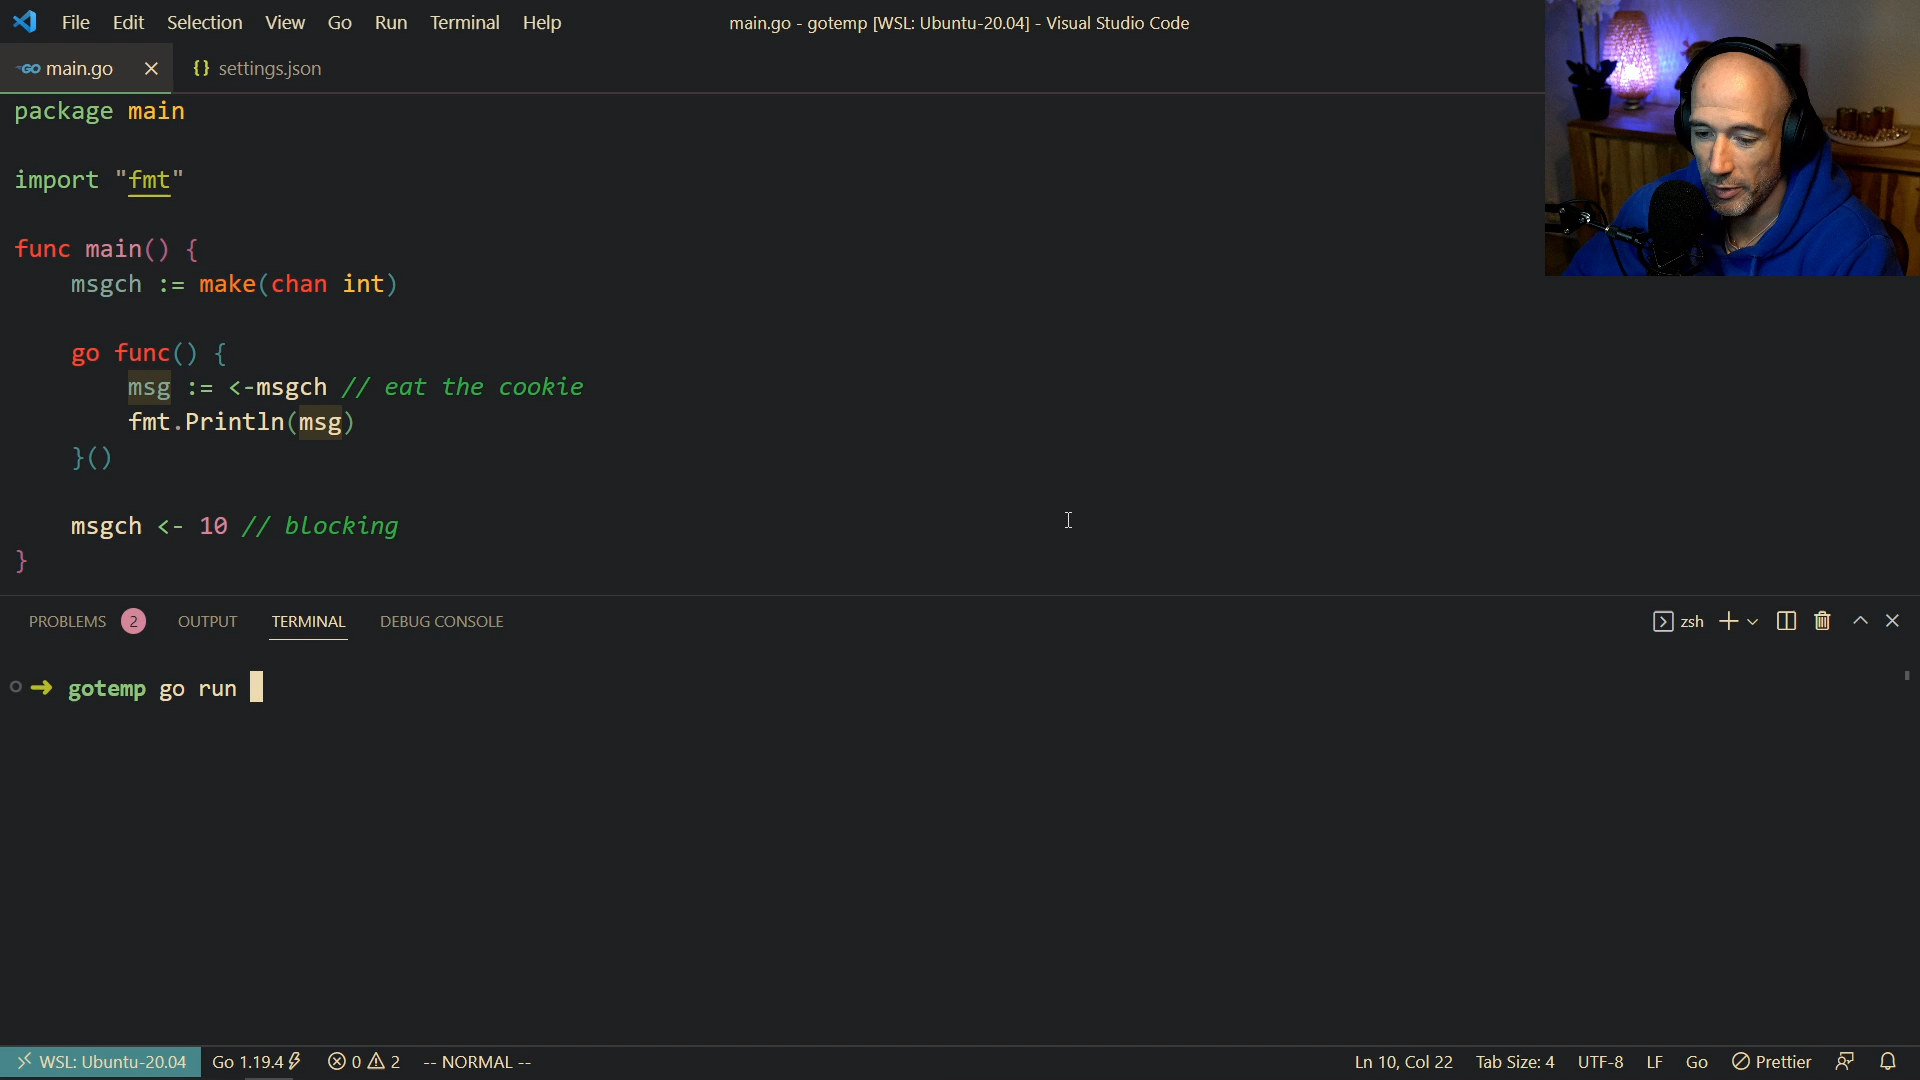 File Edit Selection View Go Run Terminal Help
main.go - gotemp [WSL: Ubuntu-20.04] - Visual Studio Code
GO main.go {} settings.json
package main
import "fmt"
func main() {
msgch := make(chan int)
go func() {
msg := <-msgch // eat the cookie
fmt.Println(msg)
}()
msgch <- 10 // blocking
}
PROBLEMS 2 OUTPUT TERMINAL DEBUG CONSOLE
zsh
gotemp go run
WSL: Ubuntu-20.04 Go 1.19.4 0 2 -- NORMAL --
Ln 10, Col 22 Tab Size: 4 UTF-8 LF Go Prettier